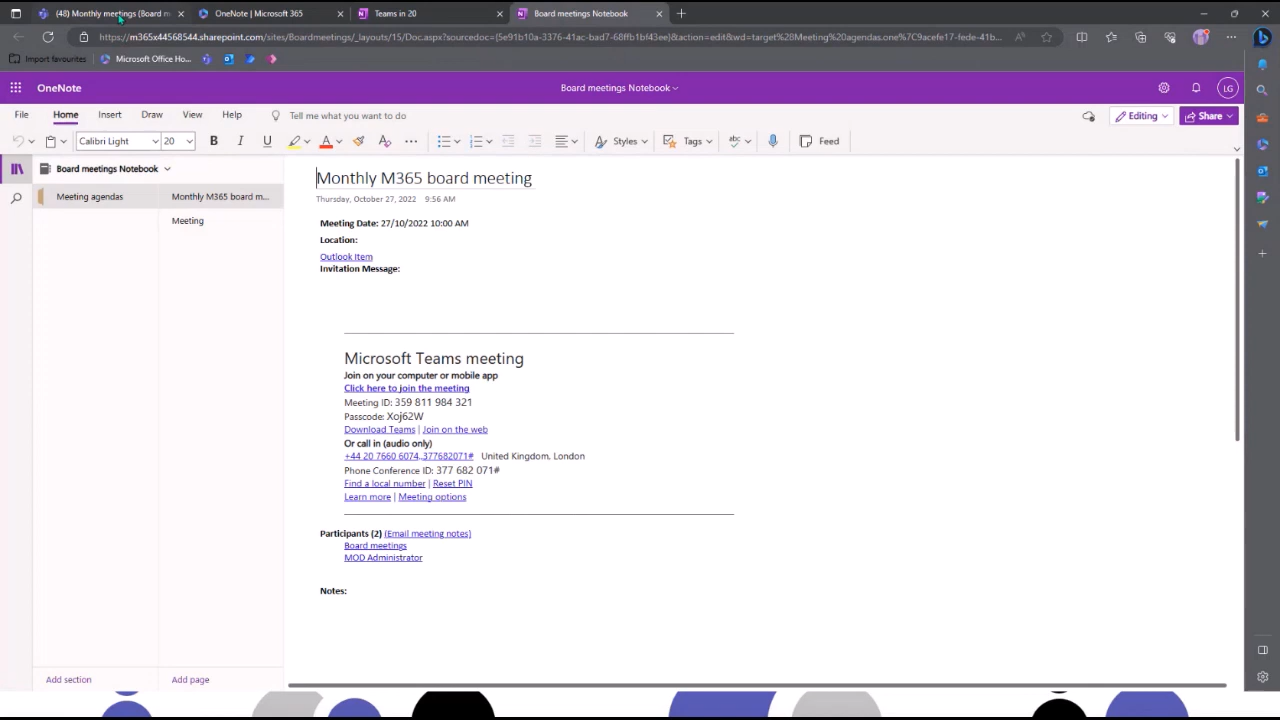 (48) Monthly meetings (Board m
OneNote | Microsoft 365
Teams in 20
Board meetings Notebook
https://m365x44568544.sharepoint.com/sites/Boardmeetings/_layouts/15/Doc.aspx?sourcedoc={5e91b10a-3376-41ac-bad7-68ffb1bf43ee}&action=edit&wd=target%28Meeting%20agendas.one%7C9acefe17-fede-41b...
Import favourites
Microsoft Office Ho...
OneNote
Board meetings Notebook
LG
File
Home
Insert
Draw
View
Help
Tell me what you want to do
Editing
Share
Calibri Light
20
B
I
U
A
Styles
Tags
Feed
Board meetings Notebook
Meeting agendas
Monthly M365 board m...
Meeting
Monthly M365 board meeting
Thursday, October 27, 2022 9:56 AM
Meeting Date: 27/10/2022 10:00 AM
Location:
Outlook Item
Invitation Message:
Microsoft Teams meeting
Join on your computer or mobile app
Click here to join the meeting
Meeting ID: 359 811 984 321
Passcode: Xoj62W
Download Teams | Join on the web
Or call in (audio only)
+44 20 7660 6074,,377682071# United Kingdom, London
Phone Conference ID: 377 682 071#
Find a local number | Reset PIN
Learn more | Meeting options
Participants (2) (Email meeting notes)
Board meetings
MOD Administrator
Notes:
Add section
Add page